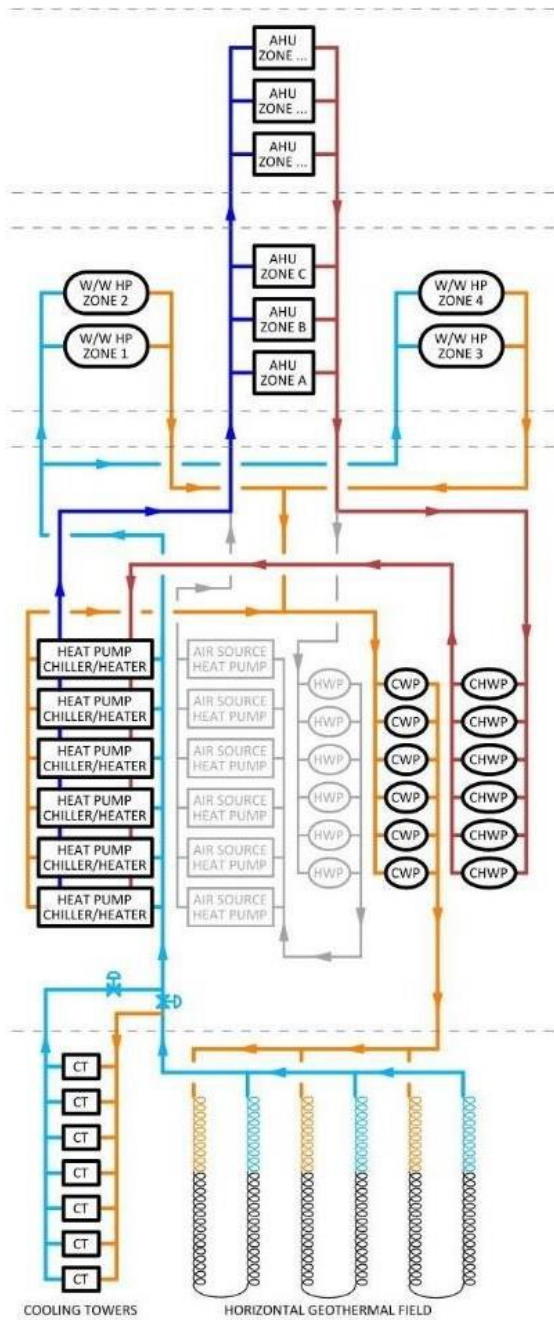 AHU
ZONE ...
AHU
ZONE ...
AHU
ZONE ...
AHU
ZONE C
AHU
ZONE B
AHU
ZONE A
W/W HP
ZONE 2
W/W HP
ZONE 1
W/W HP
ZONE 4
W/W HP
ZONE 3
HEAT PUMP
CHILLER/HEATER
HEAT PUMP
CHILLER/HEATER
HEAT PUMP
CHILLER/HEATER
HEAT PUMP
CHILLER/HEATER
HEAT PUMP
CHILLER/HEATER
HEAT PUMP
CHILLER/HEATER
AIR SOURCE
HEAT PUMP
AIR SOURCE
HEAT PUMP
AIR SOURCE
HEAT PUMP
AIR SOURCE
HEAT PUMP
AIR SOURCE
HEAT PUMP
AIR SOURCE
HEAT PUMP
HWP
HWP
HWP
HWP
HWP
HWP
CWP
CWP
CWP
CWP
CWP
CWP
CHWP
CHWP
CHWP
CHWP
CHWP
CHWP
CT
CT
CT
CT
CT
CT
CT
COOLING TOWERS
HORIZONTAL GEOTHERMAL FIELD